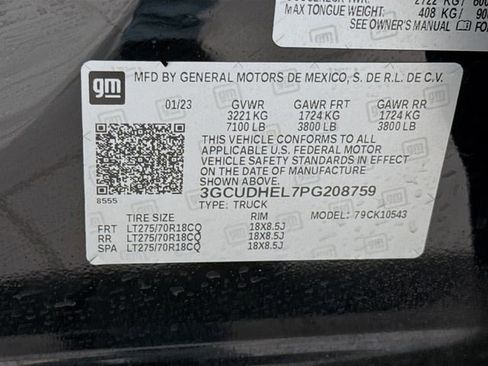 MAX TONGUE WEIGHT: 408 KG/
SEE OWNER'S MANUAL
gm
MFD BY GENERAL MOTORS DE MEXICO, S. DE R.L. DE C.V.
01/23 GVWR GAWR FRT GAWR RR
3221 KG 1724 KG 1724 KG
7100 LB 3800 LB 3800 LB
THIS VEHICLE CONFORMS TO ALL
APPLICABLE U.S. FEDERAL MOTOR
VEHICLE SAFETY STANDARDS IN EFFECT
ON THE DATE OF MANUFACTURE SHOWN ABOVE.
3GCUDHEL7PG208759
8555 TYPE: TRUCK
TIRE SIZE RIM MODEL: 79CK10543
FRT LT275/70R18CQ 18X8.5J
RR LT275/70R18CQ 18X8.5J
SPA LT275/70R18CQ 18X8.5J